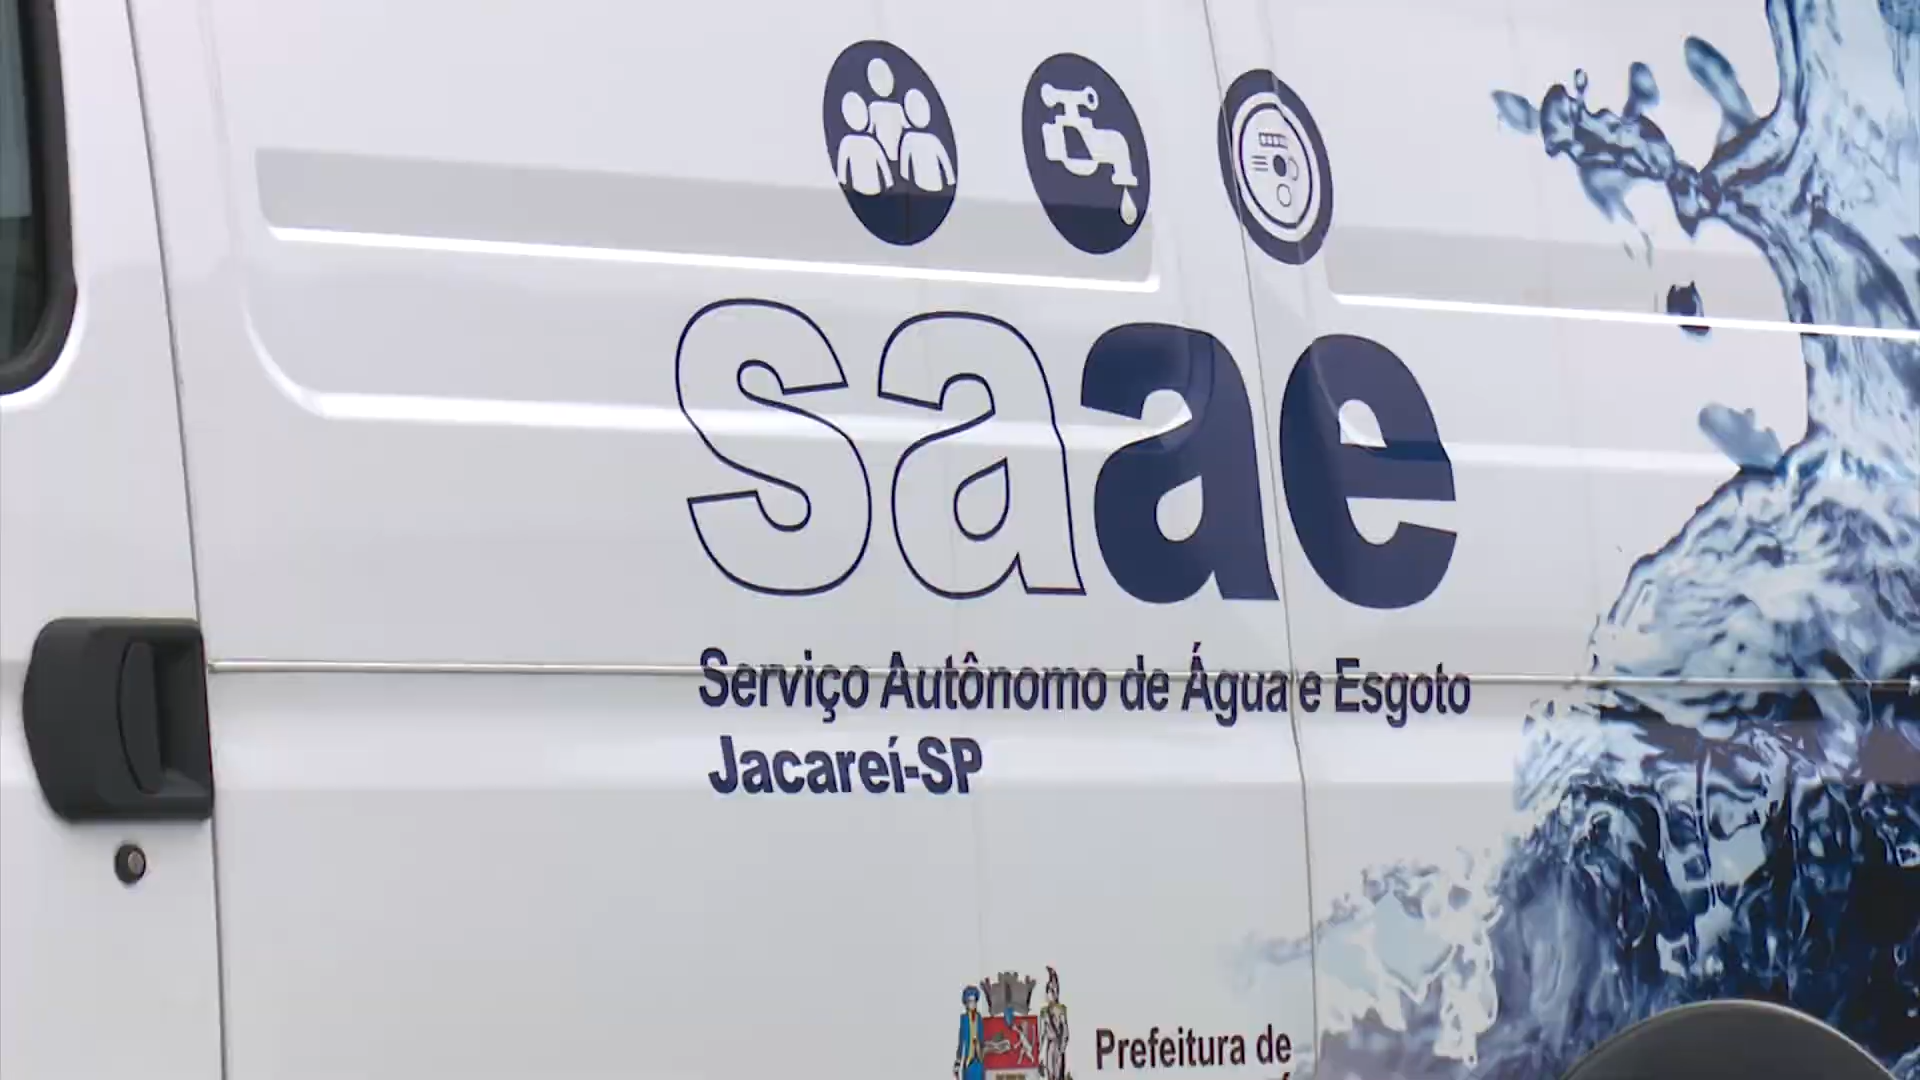 saae
Serviço Autônomo de Água e Esgoto
Jacareí-SP
Prefeitura de